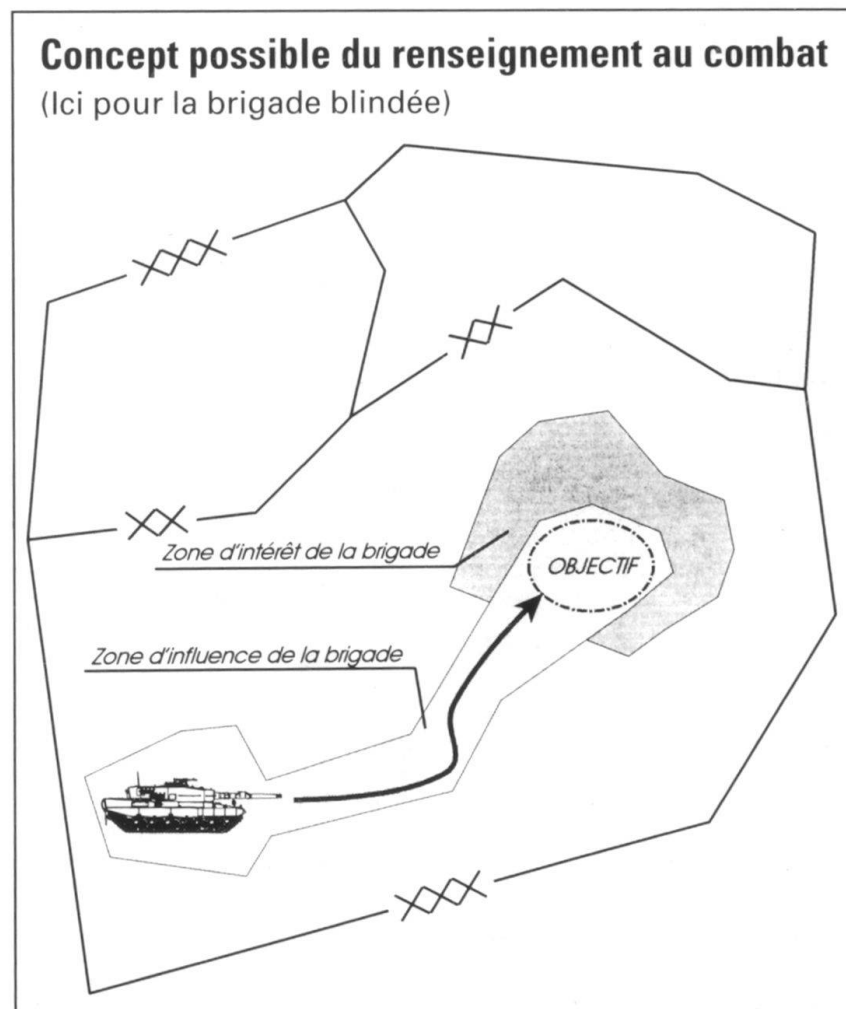 Concept possible du renseignement au combat
(Ici pour la brigade blindée)
Zone d'intérêt de la brigade
OBJECTIF
Zone d'influence de la brigade